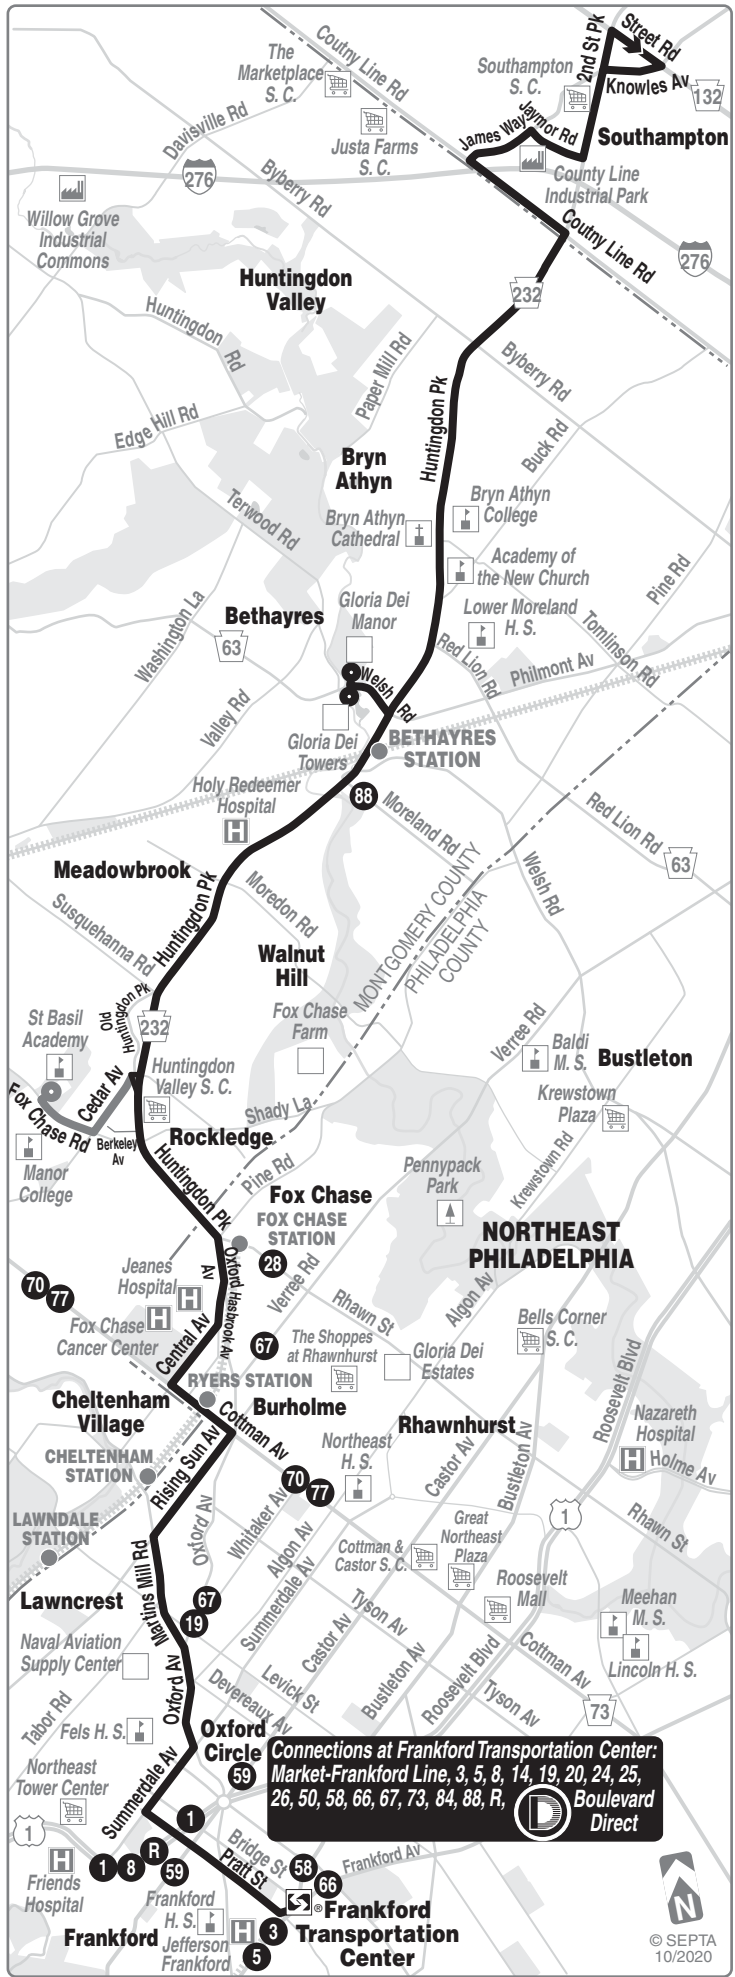 Coutny Line Rd
The
Marketplace
S. C.
Southampton
S. C.
2nd St Pk
Street Rd
Knowles Av
132
Davisville Rd
Justa Farms
S. C.
James Way
Jaymor Rd
Southampton
276
Byberry Rd
County Line
Industrial Park
Willow Grove
Industrial
Commons
Coutny Line Rd
276
Huntingdon
Valley
232
Huntingdon
Rd
Paper Mill Rd
Byberry Rd
Huntingdon Pk
Edge Hill Rd
Buck Rd
Bryn
Athyn
Terwood Rd
Bryn Athyn
College
Bryn Athyn
Cathedral
Academy of
the New Church
Pine Rd
Washington La
Bethayres
Gloria Dei
Manor
Lower Moreland
H. S.
63
Tomlinson Rd
Red Lion Rd
Philmont Av
Welsh Rd
Valley Rd
Gloria Dei
Towers
BETHAYRES
STATION
Holy Redeemer
Hospital
H
88
Moreland Rd
Red Lion Rd
63
Meadowbrook
MONTGOMERY COUNTY
PHILADELPHIA
COUNTY
Welsh Rd
Susquehanna Rd
Huntingdon Pk
Moredon Rd
Walnut
Hill
Old
Huntingdon Pk
232
St Basil
Academy
Fox Chase
Farm
Verree Rd
Baldi
M. S.
Bustleton
Huntingdon
Valley S. C.
Cedar Av
Fox Chase Rd
Krewstown
Plaza
Shady La
Berkeley
Av
Rockledge
Manor
College
Huntingdon Pk
Pine Rd
Pennypack
Park
Krewstown Rd
Fox Chase
FOX CHASE
STATION
NORTHEAST
PHILADELPHIA
Jeanes
Hospital
H
Oxford
Av
Hasbrook Av
28
70
77
Verree Rd
Algon Av
Rhawn St
Bells Corner
S. C.
Fox Chase
Cancer Center
H
Central Av
67
The Shoppes
at Rhawnhurst
Gloria Dei
Estates
Roosevelt Blvd
RYERS STATION
Cheltenham
Village
Burholme
Cottman Av
Rhawnhurst
Nazareth
Hospital
H
Holme Av
CHELTENHAM
STATION
Rising Sun Av
Northeast
H. S.
Castor Av
Bustleton Av
70
77
LAWNDALE
STATION
Oxford Av
Whitaker Av
Algon Av
Summerdale Av
Great
Northeast
Plaza
Cottman &
Castor S. C.
1
Rhawn St
Martins Mill Rd
Lawncrest
67
19
Tyson Av
Roosevelt
Mall
Meehan
M. S.
Naval Aviation
Supply Center
Castor Av
Bustleton Av
Roosevelt Blvd
Cottman Av
Lincoln H. S.
Oxford Av
Levick St
Devereaux Av
Tyson Av
73
Tabor Rd
Fels H. S.
Oxford
Circle
59
Connections at Frankford Transportation Center:
Market-Frankford Line, 3, 5, 8, 14, 19, 20, 24, 25,
26, 50, 58, 66, 67, 73, 84, 88, R,
Boulevard
Direct
Northeast
Tower Center
Summerdale Av
1
1
Bridge St
Pratt St
Frankford Av
H
1
8
R
59
58
66
Friends
Hospital
Frankford
H. S.
®
Frankford
Transportation
Center
Frankford
Jefferson
Frankford
H
3
5
N
© SEPTA
10/2020